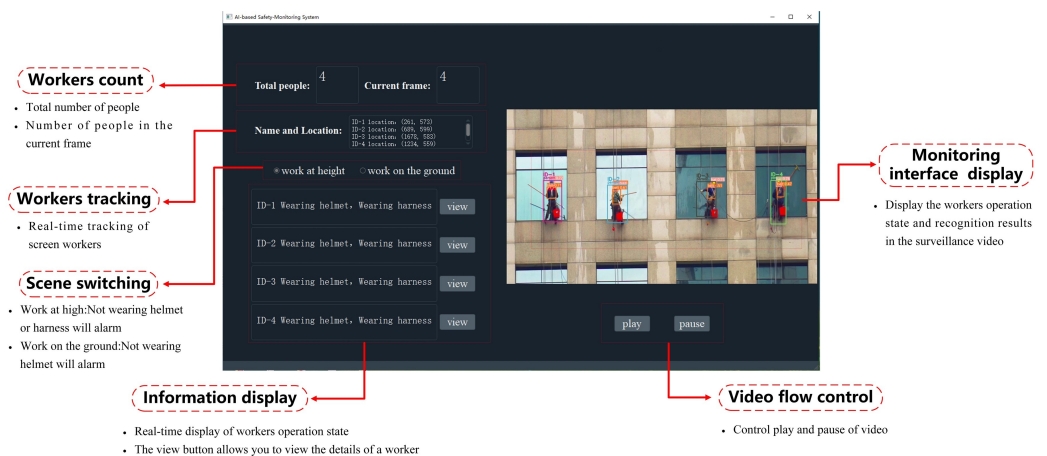 AI-based Safety-Monitoring System
Workers count
• Total number of people
• Number of people in the
current frame
Workers tracking
• Real-time tracking of
screen workers
Scene switching
• Work at high:Not wearing helmet
or harness will alarm
• Work on the ground:Not wearing
helmet will alarm
Total people: 4 Current frame: 4
Name and Location:
ID-1 location: (261, 573)
ID-2 location: (689, 599)
ID-3 location: (1678, 583)
ID-4 location: (1234, 559)
work at height work on the ground
ID-1 Wearing helmet, Wearing harness view
ID-2 Wearing helmet, Wearing harness view
ID-3 Wearing helmet, Wearing harness view
ID-4 Wearing helmet, Wearing harness view
play pause
Monitoring
interface display
• Display the workers operation
state and recognition results
in the surveillance video
Information display
• Real-time display of workers operation state
• The view button allows you to view the details of a worker
Video flow control
• Control play and pause of video